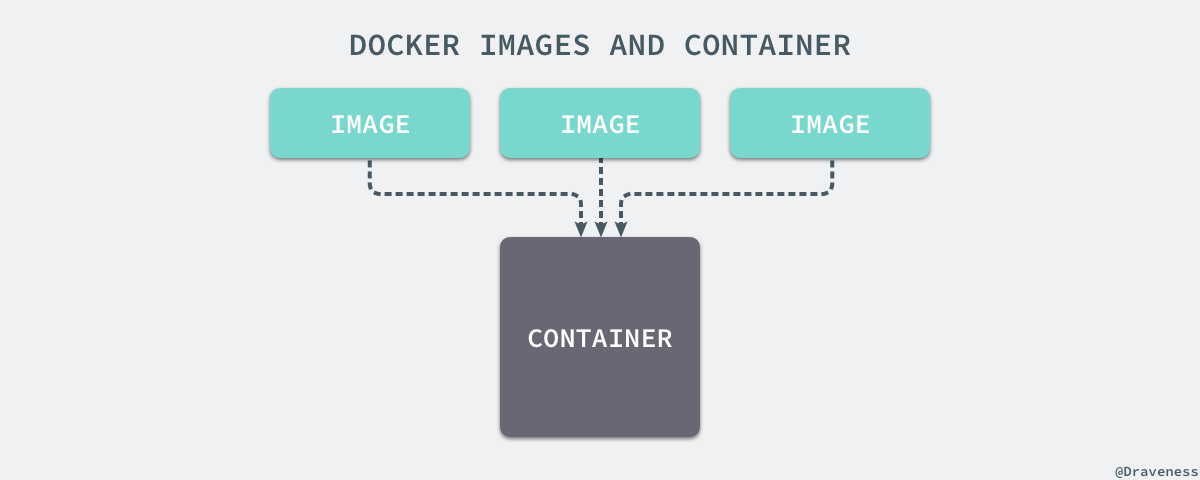 DOCKER IMAGES AND CONTAINER
IMAGE IMAGE IMAGE
CONTAINER
@Draveness